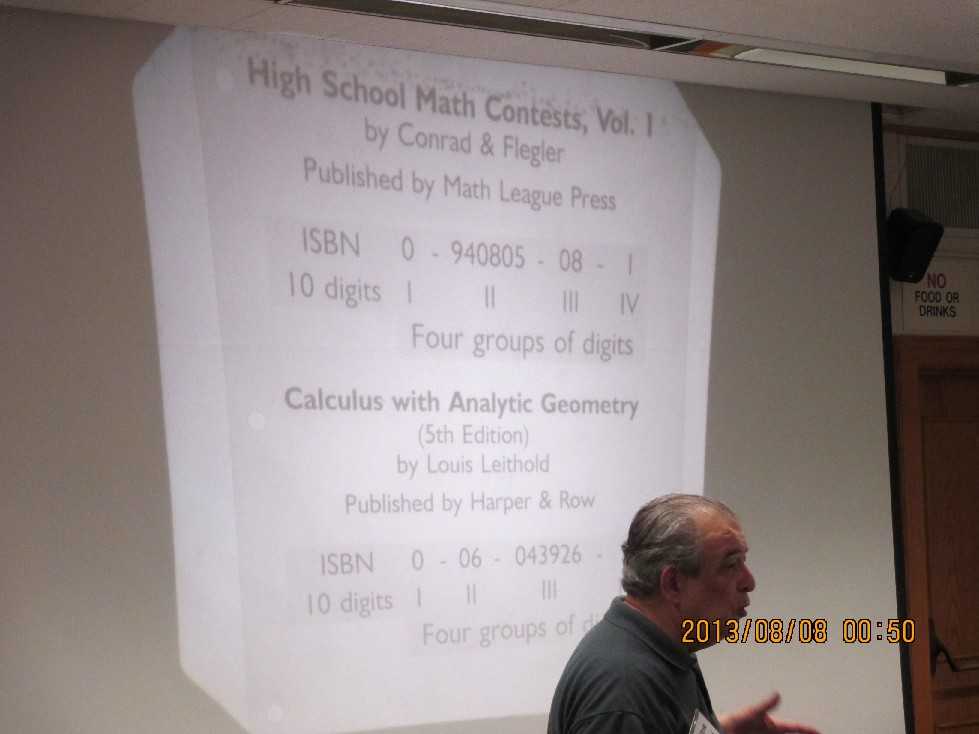 High School Math Contests, Vol. 1
by Conrad & Flegler
Published by Math League Press
ISBN 0 - 940805 - 08 - 1
10 digits I II III IV
Four groups of digits
Calculus with Analytic Geometry
(5th Edition)
by Louis Leithold
Published by Harper & Row
ISBN 0 - 06 - 043926 -
10 digits I II III
Four groups of
NO
FOOD OR
DRINKS
2013/08/08 00:50